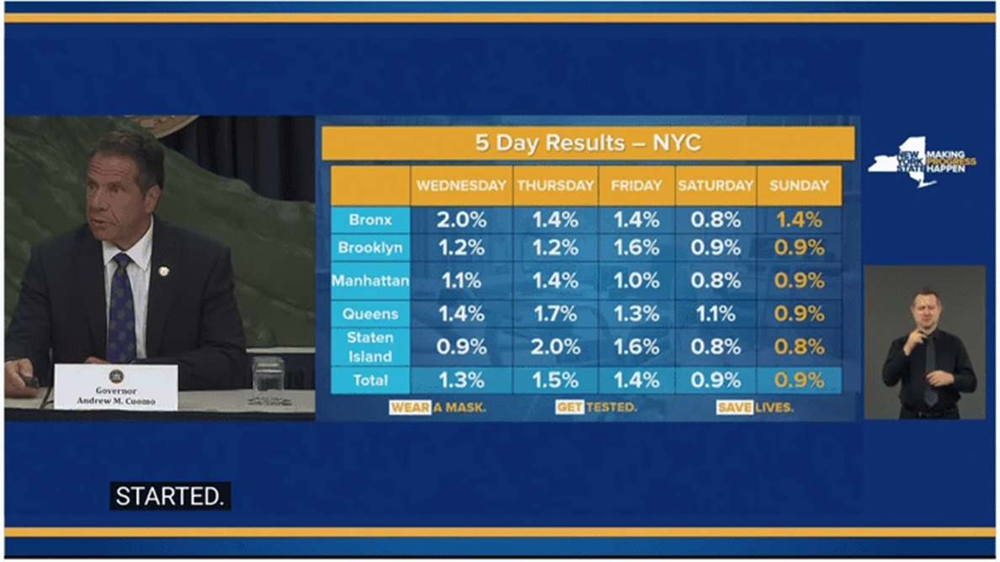 5 Day Results – NYC
WEDNESDAY THURSDAY FRIDAY SATURDAY SUNDAY
Bronx 2.0% 1.4% 1.4% 0.8% 1.4%
Brooklyn 1.2% 1.2% 1.6% 0.9% 0.9%
Manhattan 1.1% 1.4% 1.0% 0.8% 0.9%
Queens 1.4% 1.7% 1.3% 1.1% 0.9%
Staten
Island 0.9% 2.0% 1.6% 0.8% 0.8%
Total 1.3% 1.5% 1.4% 0.9% 0.9%
WEAR A MASK. GET TESTED. SAVE LIVES.
NEW
YORK
STATE
MAKING
PROGRESS
HAPPEN
Governor
Andrew M. Cuomo
STARTED.